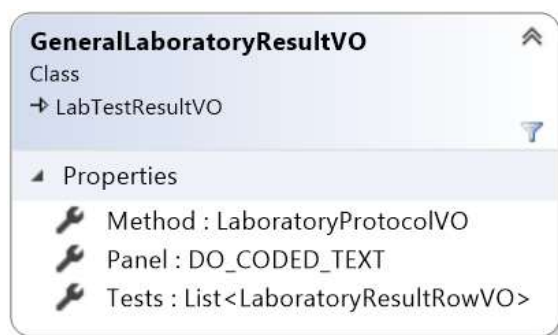 GeneralLaboratoryResultVO
Class
LabTestResultVO
Properties
Method : LaboratoryProtocolVO
Panel : DO_CODED_TEXT
Tests : List<LaboratoryResultRowVO>